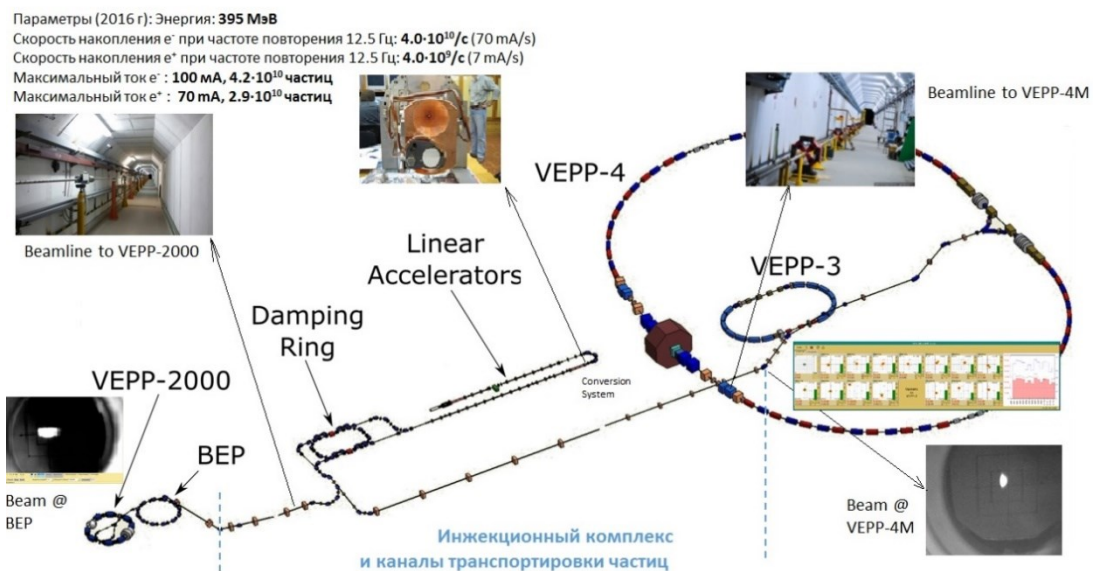 Параметры (2016 г): Энергия: 395 МэВ
Скорость накопления e⁻ при частоте повторения 12.5 Гц: 4.0·10¹⁰/с (70 mA/s)
Скорость накопления e⁺ при частоте повторения 12.5 Гц: 4.0·10⁹/с (7 mA/s)
Максимальный ток e⁻ : 100 мА, 4.2·10¹⁰ частиц
Максимальный ток e⁺ : 70 mA, 2.9·10¹⁰ частиц
Beamline to VEPP-4M
VEPP-4
Beamline to VEPP-2000
Linear
Accelerators
VEPP-3
Damping
Ring
Conversion
System
VEPP-2000
BEP
Beam @
BEP
Beam @
VEPP-4M
Инжекционный комплекс
и каналы транспортировки частиц